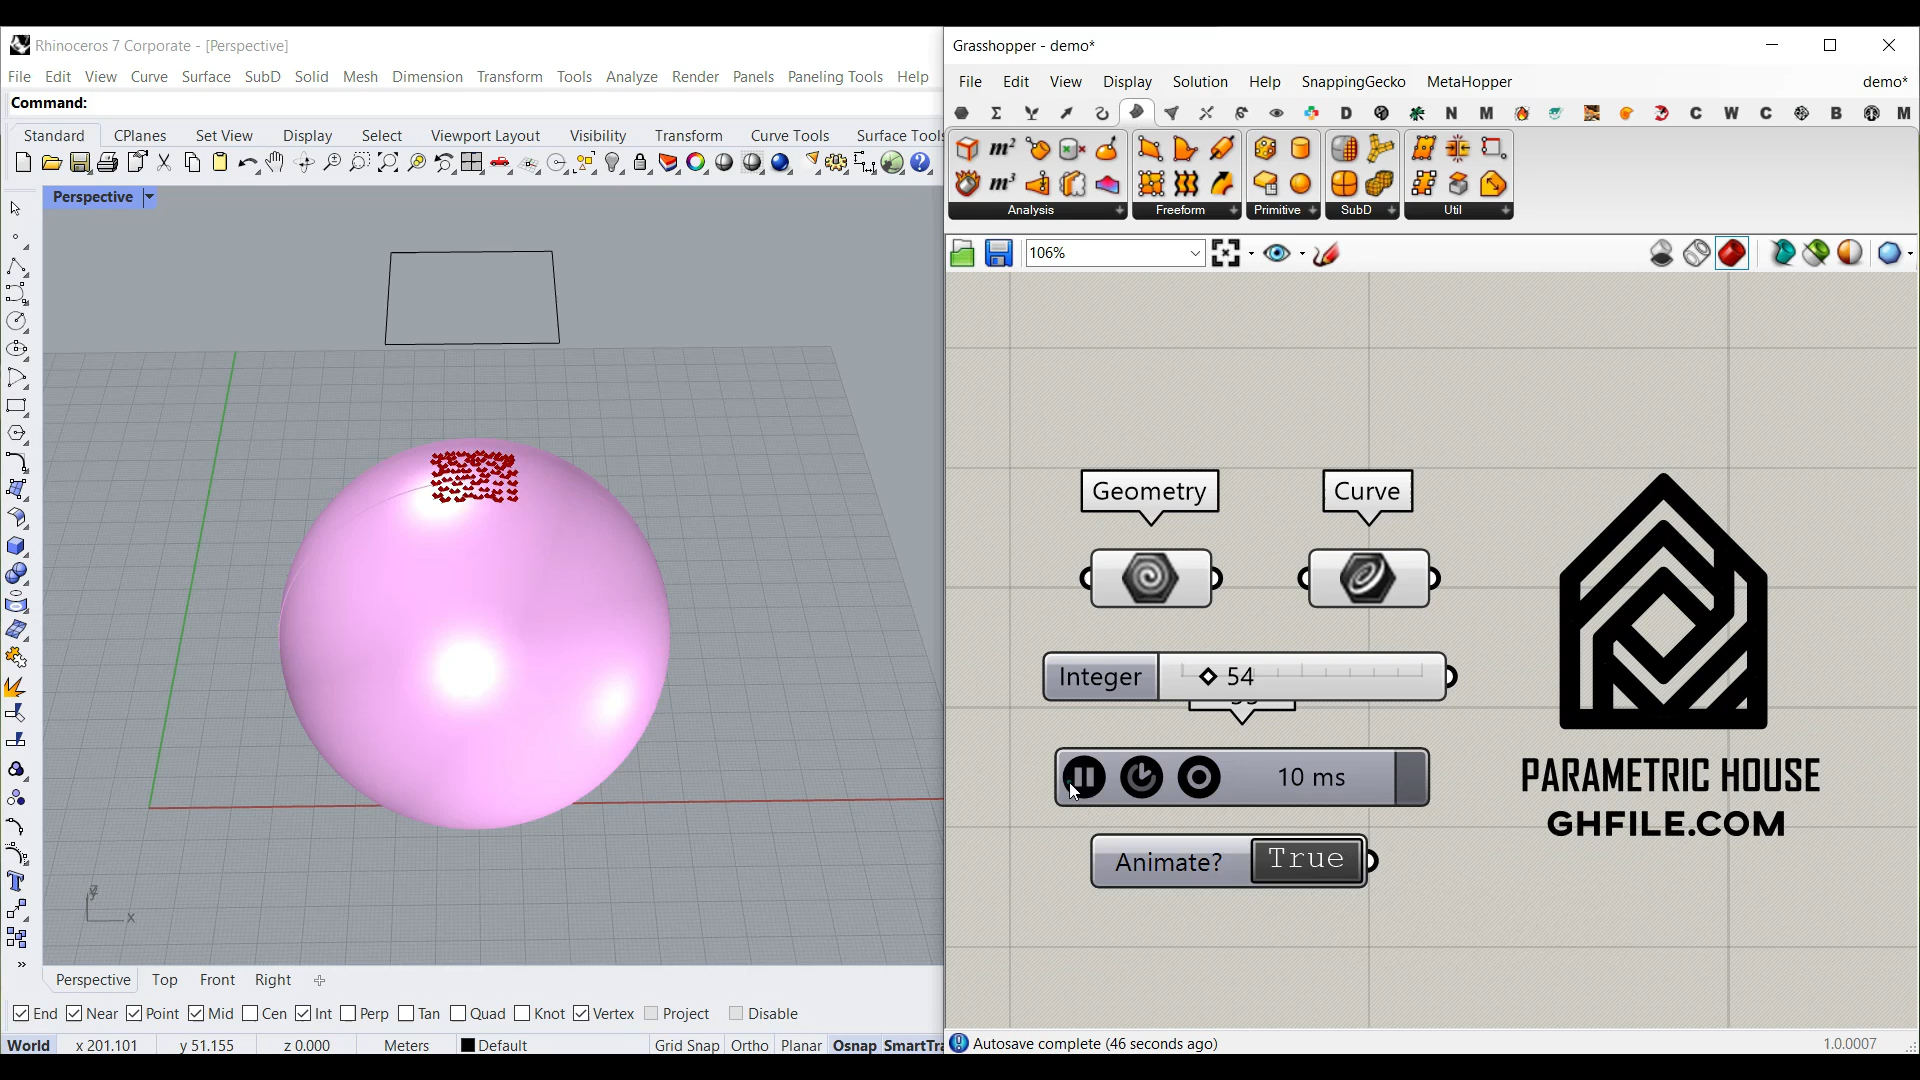 Rhinoceros 7 Corporate - [Perspective]
File Edit View Curve Surface SubD Solid Mesh Dimension Transform Tools Analyze Render Panels Paneling Tools Help
Command:
Standard CPlanes Set View Display Select Viewport Layout Visibility Transform Curve Tools Surface Tools
Perspective
y
x
Perspective Top Front Right
End Near Point Mid Cen Int Perp Tan Quad Knot Vertex Project Disable
World x 201.101 y 51.155 z 0.000 Meters Default Grid Snap Ortho Planar Osnap SmartTra
Grasshopper - demo*
File Edit View Display Solution Help SnappingGecko MetaHopper demo*
D N M C W C B M
m² m³
Analysis Freeform Primitive SubD Util
106%
Geometry Curve
Integer 54
10 ms
Animate? True
PARAMETRIC HOUSE
GHFILE.COM
Autosave complete (46 seconds ago) 1.0.0007